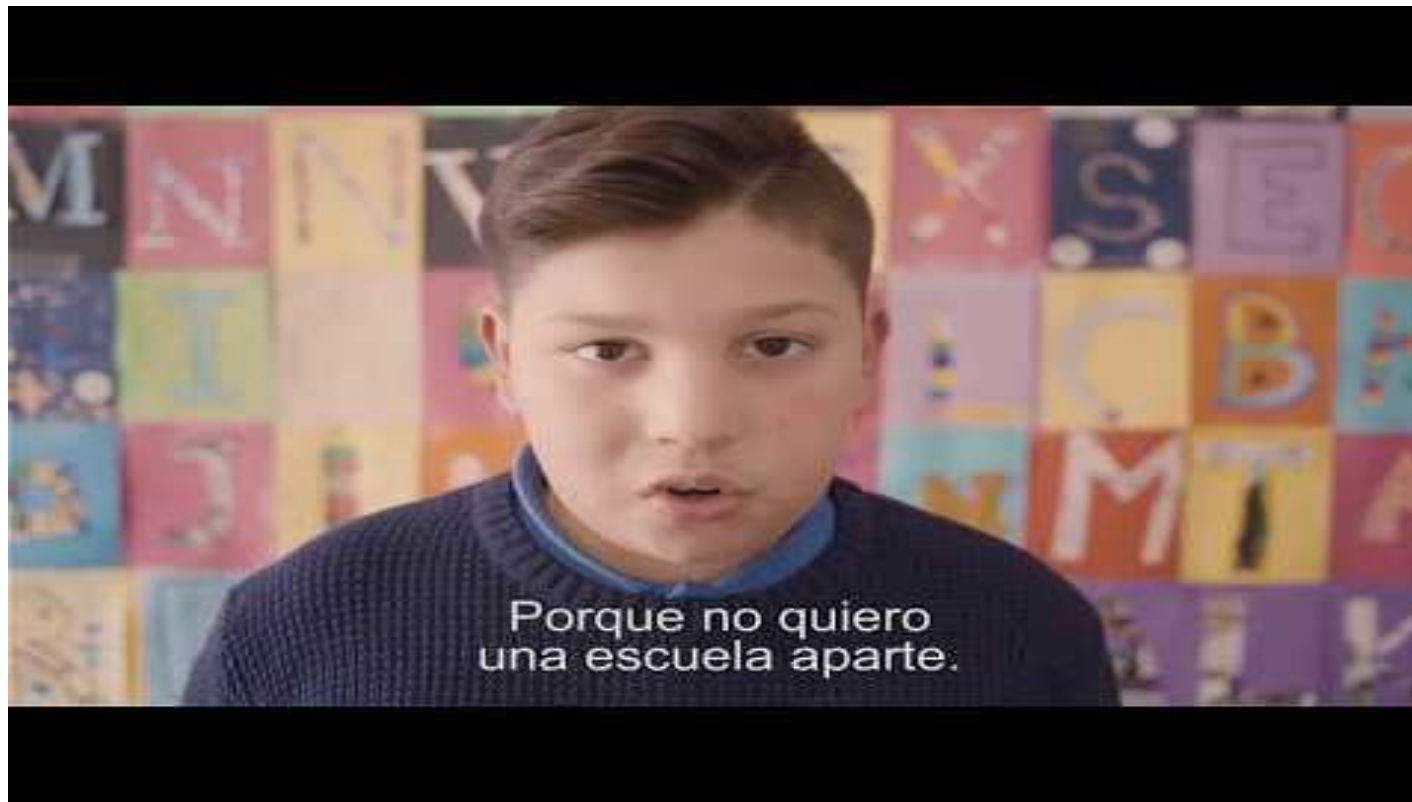 M N N V X S E
I L C B
J M T A
Porque no quiero
una escuela aparte.
L K